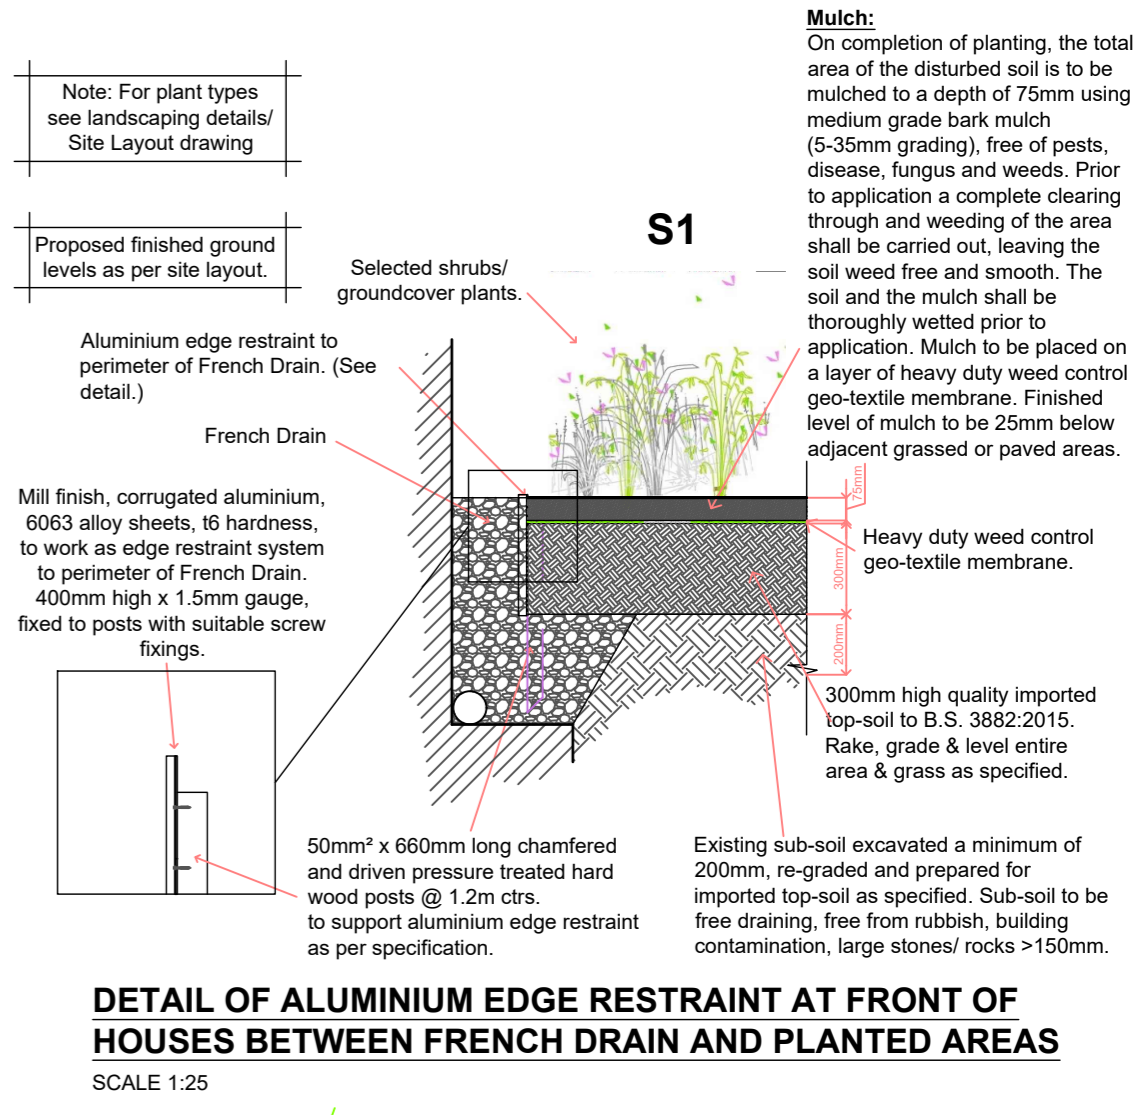 Mulch:
On completion of planting, the total
area of the disturbed soil is to be
mulched to a depth of 75mm using
medium grade bark mulch
(5-35mm grading), free of pests,
disease, fungus and weeds. Prior
to application a complete clearing
through and weeding of the area
shall be carried out, leaving the
soil weed free and smooth. The
soil and the mulch shall be
thoroughly wetted prior to
application. Mulch to be placed on
a layer of heavy duty weed control
geo-textile membrane. Finished
level of mulch to be 25mm below
adjacent grassed or paved areas.
Note: For plant types
see landscaping details/
Site Layout drawing
Proposed finished ground
levels as per site layout.
S1
Selected shrubs/
groundcover plants.
Aluminium edge restraint to
perimeter of French Drain. (See
detail.)
French Drain
Mill finish, corrugated aluminium,
6063 alloy sheets, t6 hardness,
to work as edge restraint system
to perimeter of French Drain.
400mm high x 1.5mm gauge,
fixed to posts with suitable screw
fixings.
75mm
300mm
200mm
Heavy duty weed control
geo-textile membrane.
300mm high quality imported
top-soil to B.S. 3882:2015.
Rake, grade & level entire
area & grass as specified.
50mm² x 660mm long chamfered
and driven pressure treated hard
wood posts @ 1.2m ctrs.
to support aluminium edge restraint
as per specification.
Existing sub-soil excavated a minimum of
200mm, re-graded and prepared for
imported top-soil as specified. Sub-soil to be
free draining, free from rubbish, building
contamination, large stones/ rocks >150mm.
DETAIL OF ALUMINIUM EDGE RESTRAINT AT FRONT OF
HOUSES BETWEEN FRENCH DRAIN AND PLANTED AREAS
SCALE 1:25